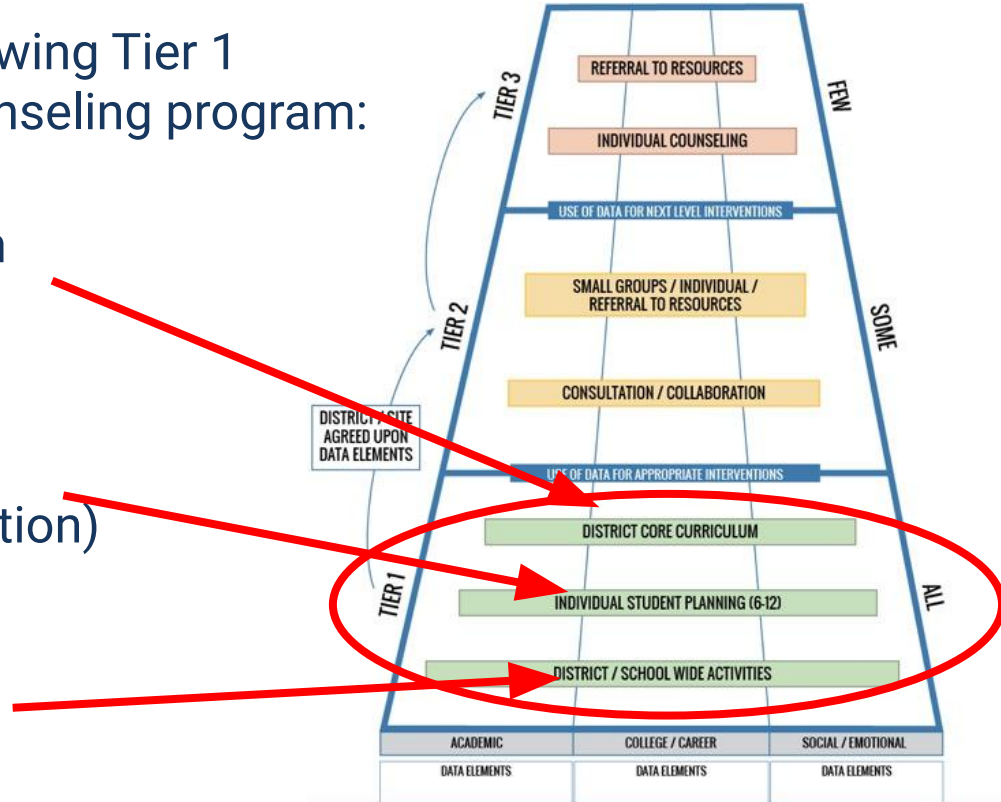 wing Tier 1
nseling program:
tion)
TIER 3
REFERRAL TO RESOURCES
FEW
INDIVIDUAL COUNSELING
USE OF DATA FOR NEXT LEVEL INTERVENTIONS
TIER 2
SMALL GROUPS / INDIVIDUAL /
REFERRAL TO RESOURCES
SOME
CONSULTATION / COLLABORATION
DISTRICT / SITE
AGREED UPON
DATA ELEMENTS
USE OF DATA FOR APPROPRIATE INTERVENTIONS
DISTRICT CORE CURRICULUM
TIER 1
INDIVIDUAL STUDENT PLANNING (6-12)
ALL
DISTRICT / SCHOOL WIDE ACTIVITIES
ACADEMIC
COLLEGE / CAREER
SOCIAL / EMOTIONAL
DATA ELEMENTS
DATA ELEMENTS
DATA ELEMENTS